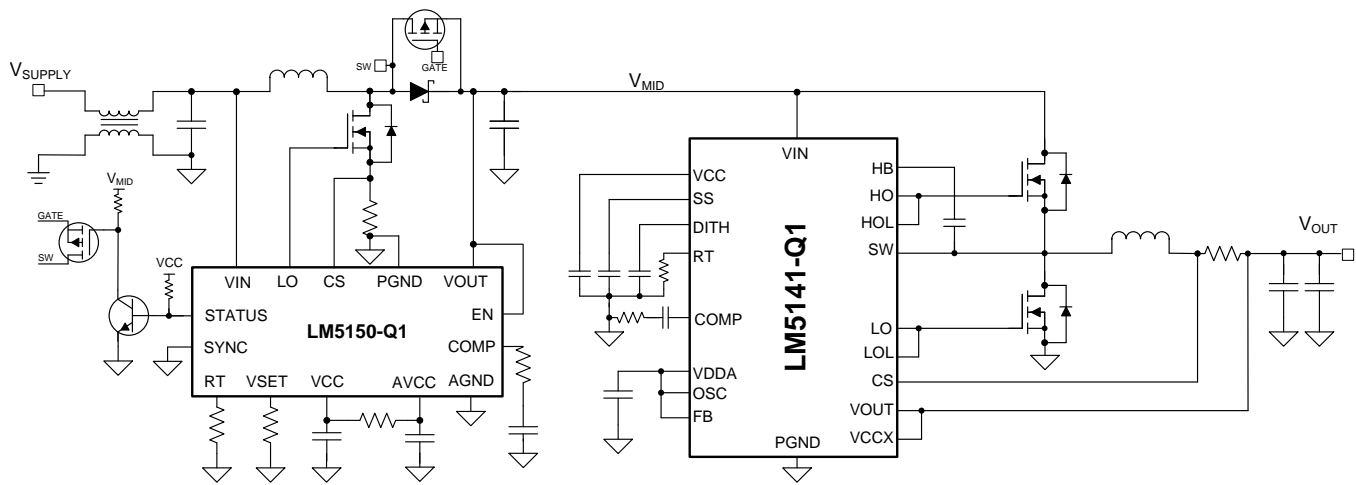 VSUPPLY
SW
GATE
VMID
VMID
GATE
SW
VCC
VIN
LO
CS
PGND
VOUT
STATUS
EN
LM5150-Q1
SYNC
COMP
RT
VSET
VCC
AVCC
AGND
VIN
VCC
HB
SS
HO
DITH
HOL
RT
SW
LM5141-Q1
COMP
LO
LOL
VDDA
CS
OSC
VOUT
FB
VCCX
PGND
VOUT